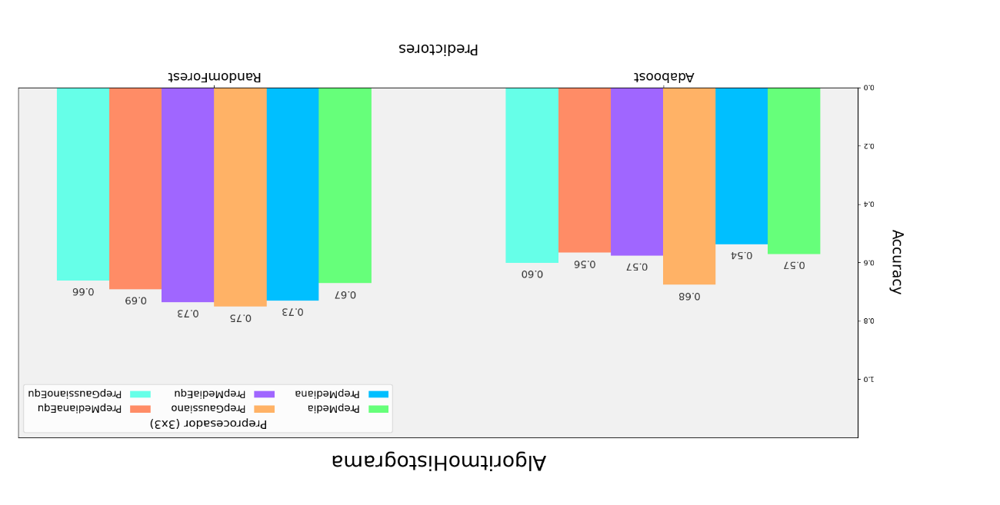 AlgoritmoHistograma
Preprocesador (3x3)
PrepMedia PrepGaussiano PrepMedianaEqu
PrepMediana PrepMediaEqu PrepGaussianoEqu
Accuracy
1.0
0.8
0.6
0.4
0.2
0.0
0.57 0.54 0.68 0.57 0.56 0.60
0.67 0.73 0.75 0.73 0.69 0.66
Adaboost RandomForest
Predictores